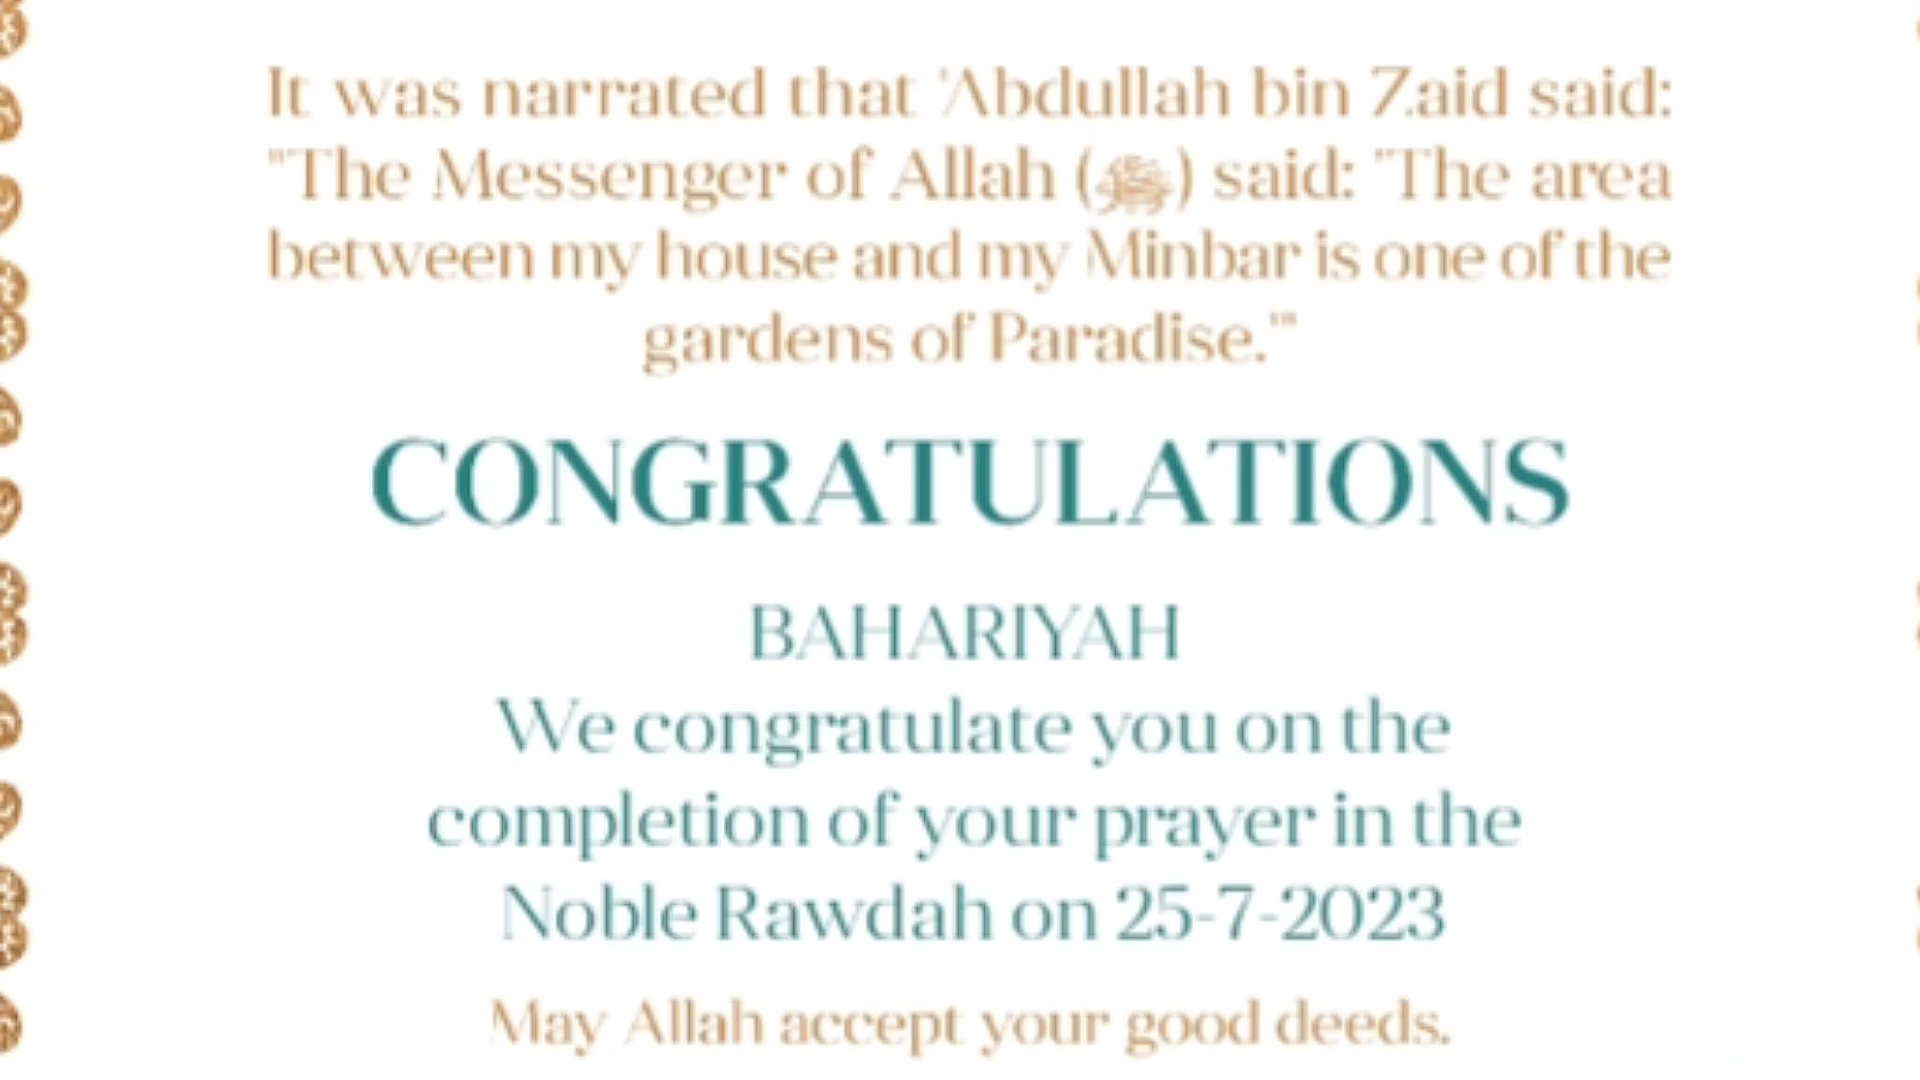 It was narrated that 'Abdullah bin Zaid said:
"The Messenger of Allah (ﷺ) said: 'The area
between my house and my Minbar is one of the
gardens of Paradise.'"
CONGRATULATIONS
BAHARIYAH
We congratulate you on the
completion of your prayer in the
Noble Rawdah on 25-7-2023
May Allah accept your good deeds.